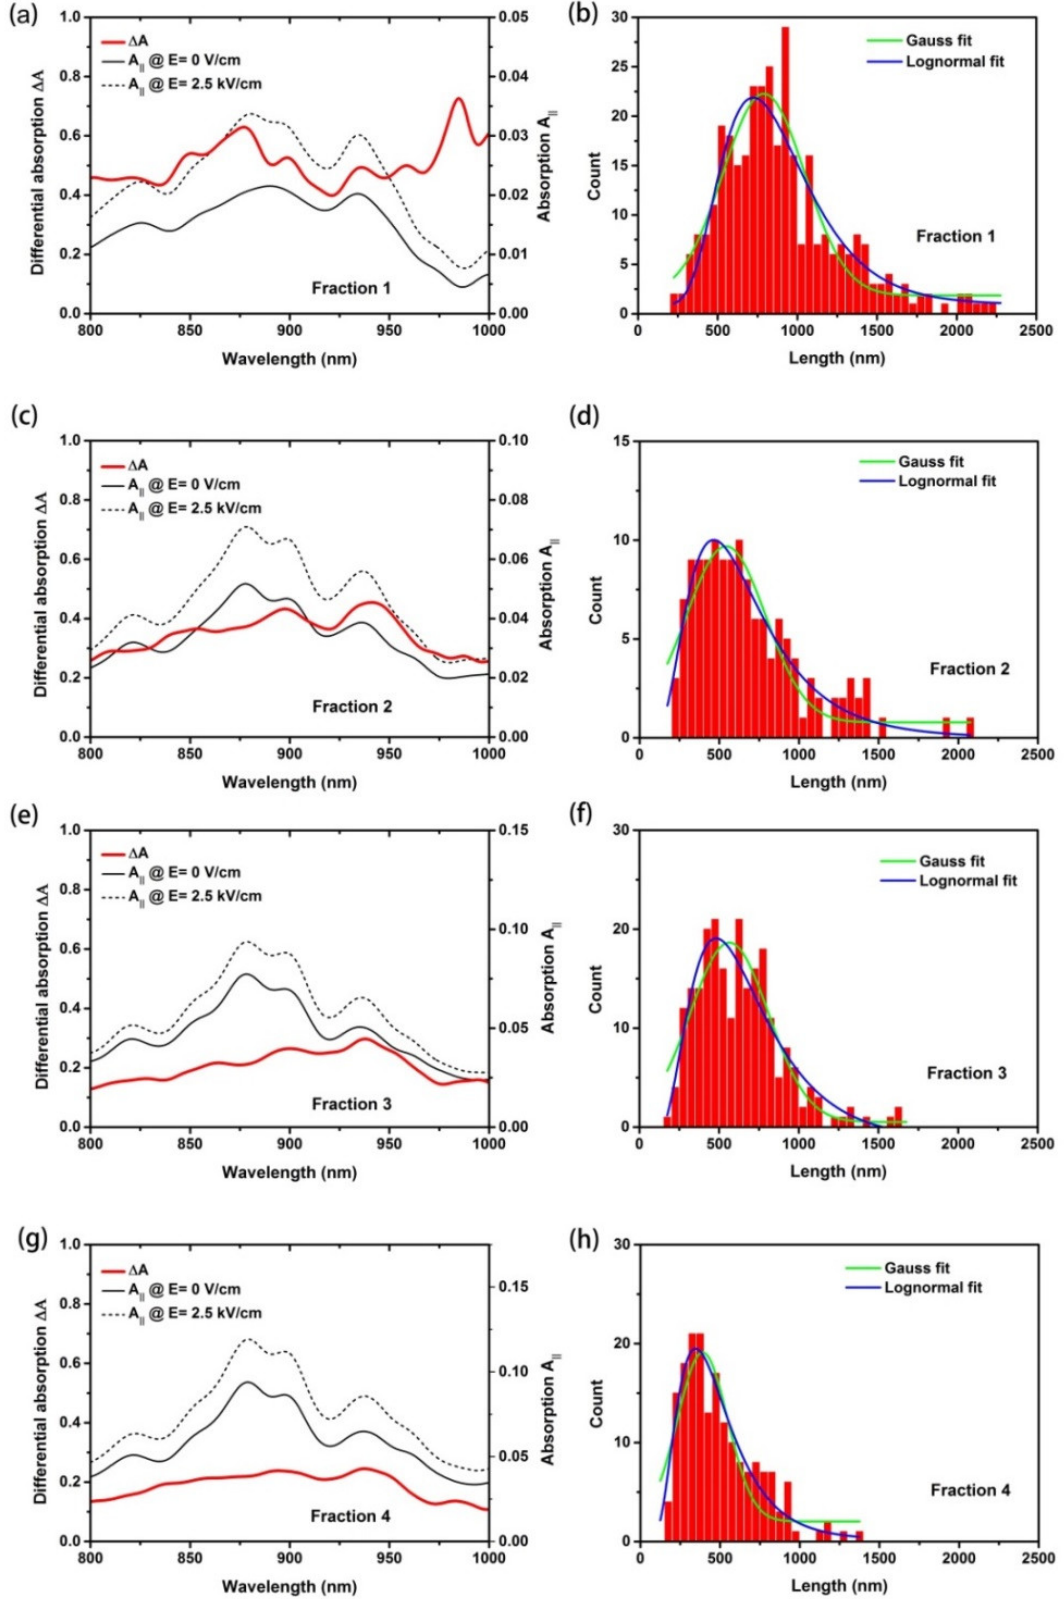 (a)
1.0
0.8
0.6
0.4
0.2
0.0
0.05
0.04
0.03
0.02
0.01
0.00
800 850 900 950 1000
Differential absorption ΔA
Absorption A||
Wavelength (nm)
ΔA
A|| @ E= 0 V/cm
A|| @ E= 2.5 kV/cm
Fraction 1
(b)
30
25
20
15
10
5
0
0 500 1000 1500 2000 2500
Count
Length (nm)
Gauss fit
Lognormal fit
Fraction 1
(c)
1.0
0.8
0.6
0.4
0.2
0.0
0.10
0.08
0.06
0.04
0.02
0.00
800 850 900 950 1000
Differential absorption ΔA
Absorption A||
Wavelength (nm)
ΔA
A|| @ E= 0 V/cm
A|| @ E= 2.5 kV/cm
Fraction 2
(d)
15
10
5
0
0 500 1000 1500 2000 2500
Count
Length (nm)
Gauss fit
Lognormal fit
Fraction 2
(e)
1.0
0.8
0.6
0.4
0.2
0.0
0.15
0.10
0.05
0.00
800 850 900 950 1000
Differential absorption ΔA
Absorption A||
Wavelength (nm)
ΔA
A|| @ E= 0 V/cm
A|| @ E= 2.5 kV/cm
Fraction 3
(f)
30
20
10
0
0 500 1000 1500 2000 2500
Count
Length (nm)
Gauss fit
Lognormal fit
Fraction 3
(g)
1.0
0.8
0.6
0.4
0.2
0.0
0.15
0.10
0.05
0.00
800 850 900 950 1000
Differential absorption ΔA
Absorption A||
Wavelength (nm)
ΔA
A|| @ E= 0 V/cm
A|| @ E= 2.5 kV/cm
Fraction 4
(h)
30
20
10
0
0 500 1000 1500 2000 2500
Count
Length (nm)
Gauss fit
Lognormal fit
Fraction 4